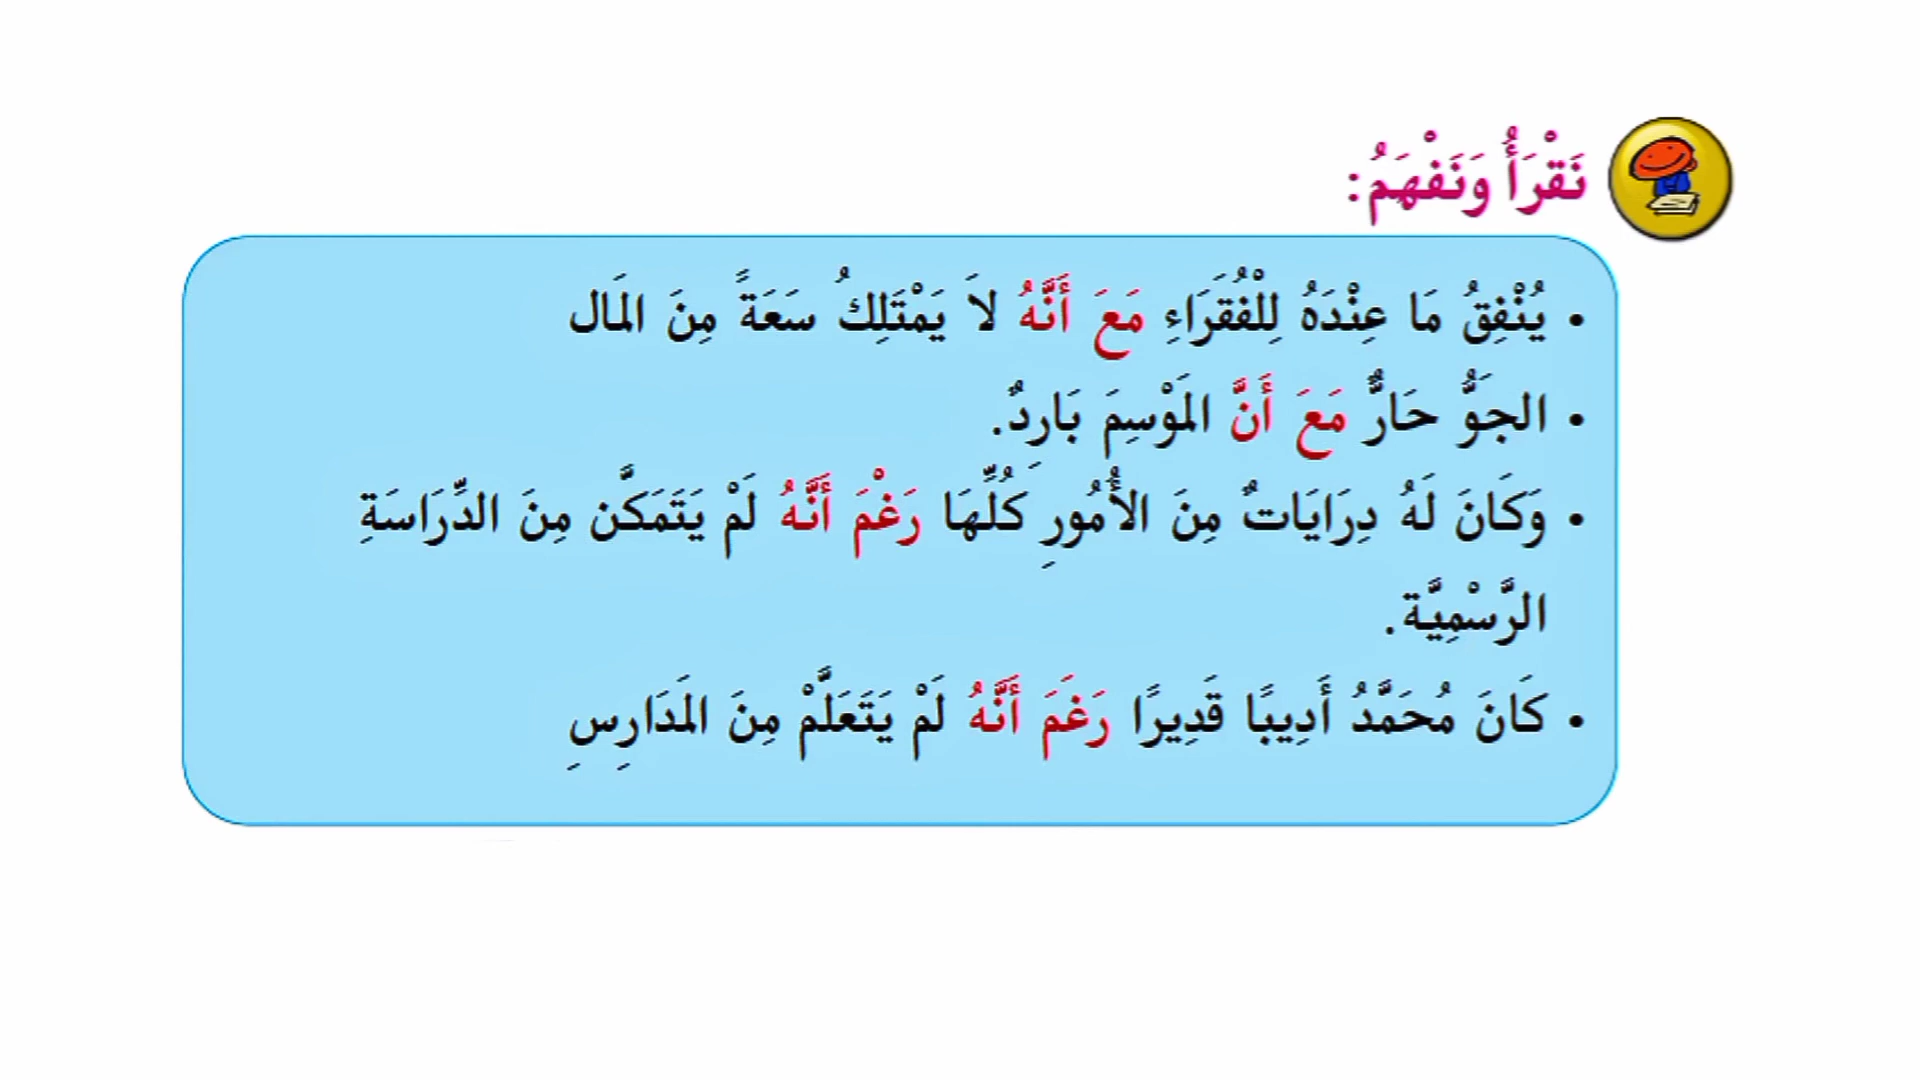 نَقْرَأُ وَنَفْهَمُ:
• يُنْفِقُ مَا عِنْدَهُ لِلْفُقَرَاءِ مَعَ أَنَّهُ لاَ يَمْتَلِكُ سَعَةً مِنَ المَال
• الجَوُّ حَارٌّ مَعَ أَنَّ المَوْسِمَ بَارِدٌ.
• وَكَانَ لَهُ دِرَايَاتٌ مِنَ الأُمُورِ كُلِّهَا رَغْمَ أَنَّهُ لَمْ يَتَمَكَّن مِنَ الدِّرَاسَةِ
الرَّسْمِيَّة.
• كَانَ مُحَمَّدُ أَدِيبًا قَدِيرًا رَغَمَ أَنَّهُ لَمْ يَتَعَلَّمْ مِنَ المَدَارِسِ